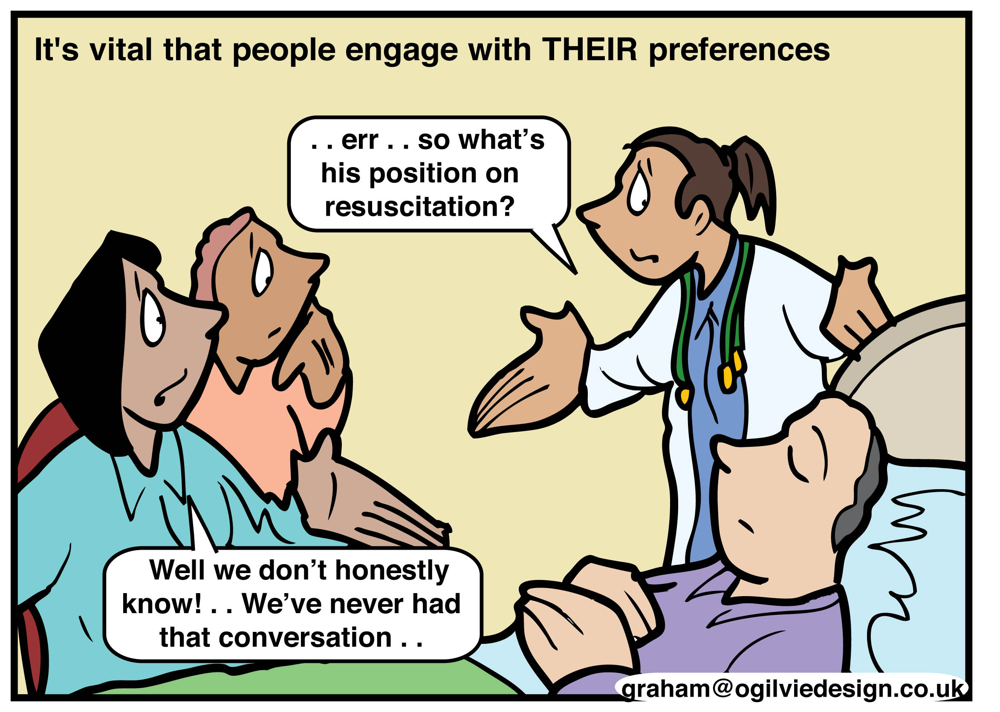 It's vital that people engage with THEIR preferences
. . err . . so what’s
his position on
resuscitation?
Well we don’t honestly
know! . . We’ve never had
that conversation . .
graham@ogilviedesign.co.uk